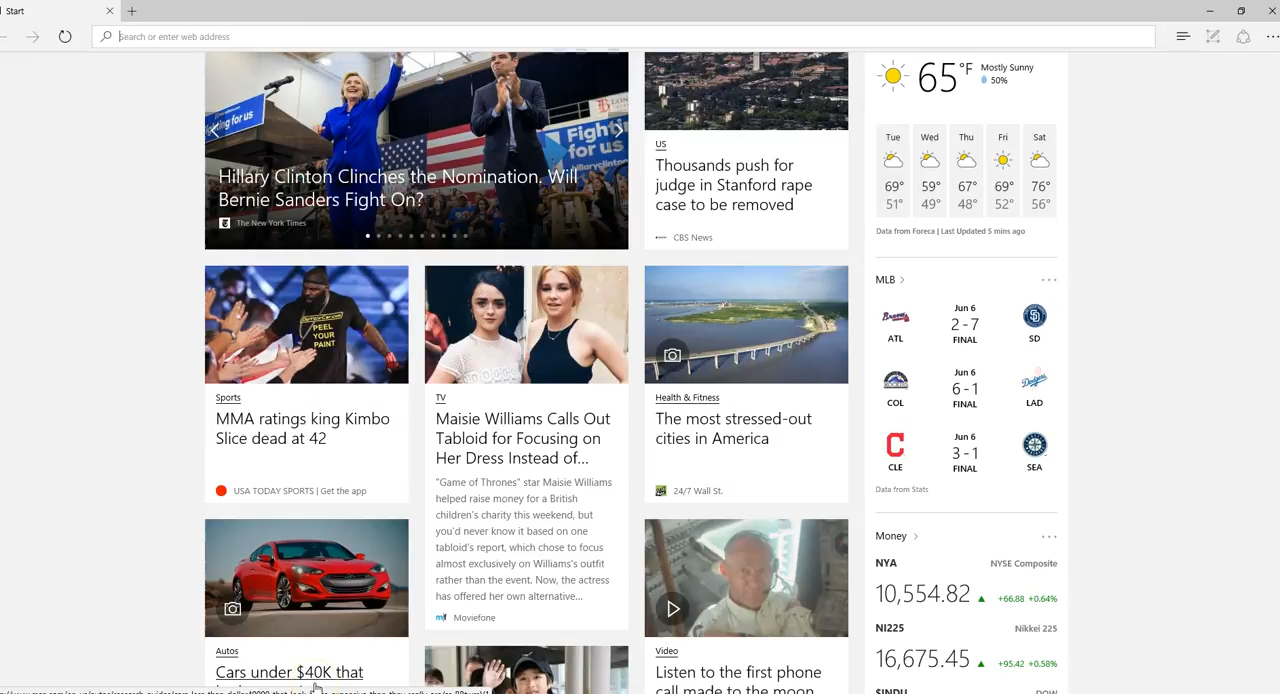 Start
Search or enter web address
Fighting for us
Hillary Clinton Clinches the Nomination. Will
Bernie Sanders Fight On?
The New York Times
US
Thousands push for
judge in Stanford rape
case to be removed
CBS News
65°F
Mostly Sunny
50%
Tue Wed Thu Fri Sat
69° 59° 67° 69° 76°
51° 49° 48° 52° 56°
Data from Foreca | Last Updated 5 mins ago
MLB
Jun 6
2 - 7
FINAL
ATL
SD
Jun 6
6 - 1
FINAL
COL
LAD
Jun 6
3 - 1
FINAL
CLE
SEA
Data from Stats
PEEL
YOUR
PAINT
Sports
MMA ratings king Kimbo
Slice dead at 42
USA TODAY SPORTS | Get the app
TV
Maisie Williams Calls Out
Tabloid for Focusing on
Her Dress Instead of...
"Game of Thrones" star Maisie Williams
helped raise money for a British
children's charity this weekend, but
you'd never know it based on one
tabloid's report, which chose to focus
almost exclusively on Williams's outfit
rather than the event. Now, the actress
has offered her own alternative...
Moviefone
Health & Fitness
The most stressed-out
cities in America
24/7 Wall St.
Autos
Cars under $40K that
Video
Listen to the first phone
call made to the moon
Money
NYA
NYSE Composite
10,554.82
+66.88 +0.64%
NI225
Nikkei 225
16,675.45
+95.42 +0.58%
$INDU
DOW